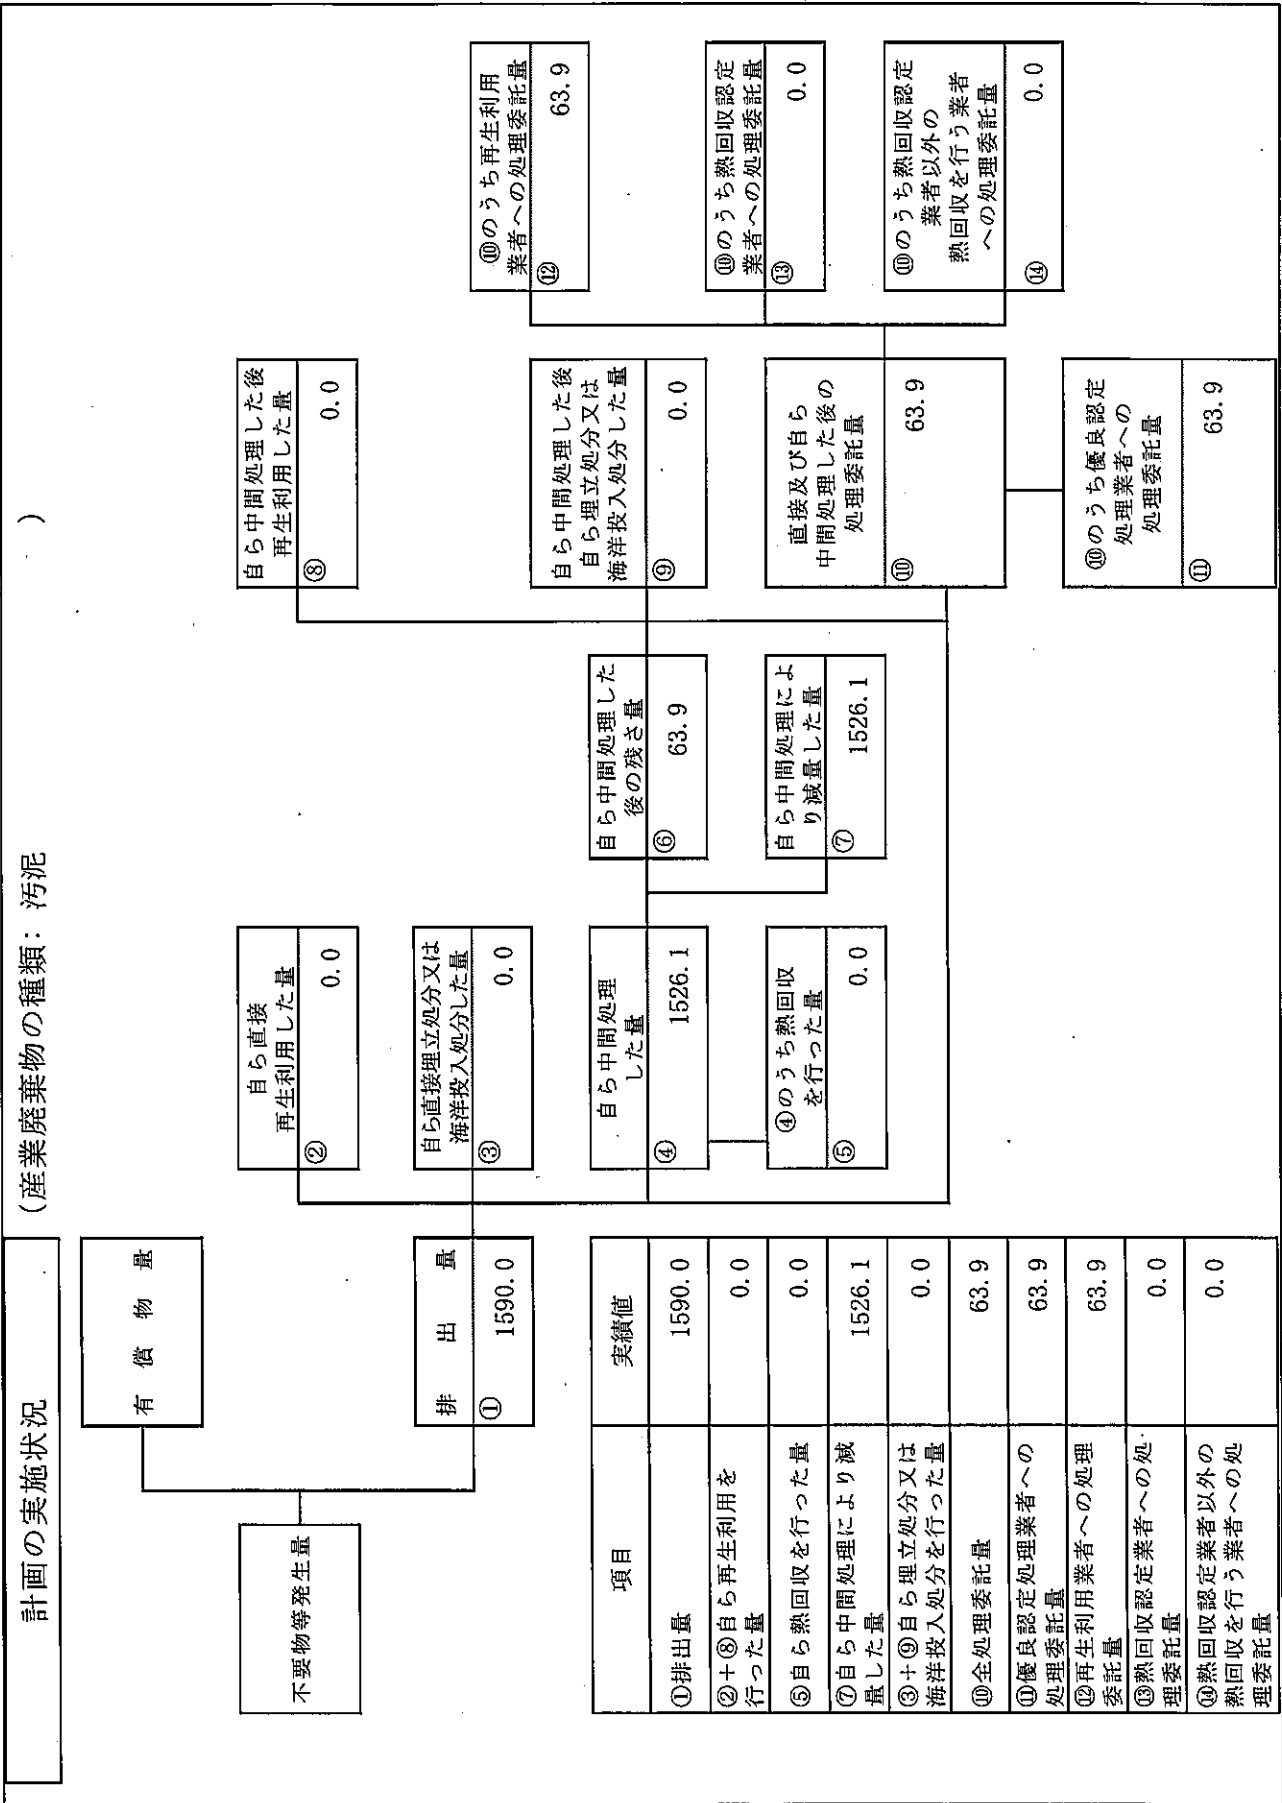 計画の実施状況
(産業廃棄物の種類: 汚泥 )
有償物量
不要物等発生量
排出量
① 1590.0
自ら直接
再生利用した量
② 0.0
自ら直接埋立処分又は
海洋投入処分した量
③ 0.0
自ら中間処理
した量
④ 1526.1
④のうち熱回収
を行った量
⑤ 0.0
自ら中間処理した
後の残さ量
⑥ 63.9
自ら中間処理によ
り減量した量
⑦ 1526.1
自ら中間処理した後
再生利用した量
⑧ 0.0
自ら中間処理した後
自ら埋立処分又は
海洋投入処分した量
⑨ 0.0
直接及び自ら
中間処理した後の
処理委託量
⑩ 63.9
⑩のうち優良認定
処理業者への
処理委託量
⑪ 63.9
⑩のうち再生利用
業者への処理委託量
⑫ 63.9
⑩のうち熱回収認定
業者への処理委託量
⑬ 0.0
⑩のうち熱回収認定
業者以外の
熱回収を行う業者
への処理委託量
⑭ 0.0
項目 実績値
①排出量 1590.0
②+⑧自ら再生利用を
行った量 0.0
⑤自ら熱回収を行った量 0.0
⑦自ら中間処理により減
量した量 1526.1
③+⑨自ら埋立処分又は
海洋投入処分を行った量 0.0
⑩全処理委託量 63.9
⑪優良認定処理業者への
処理委託量 63.9
⑫再生利用業者への処理
委託量 63.9
⑬熱回収認定業者への処
理委託量 0.0
⑭熱回収認定業者以外の
熱回収を行う業者への処
理委託量 0.0